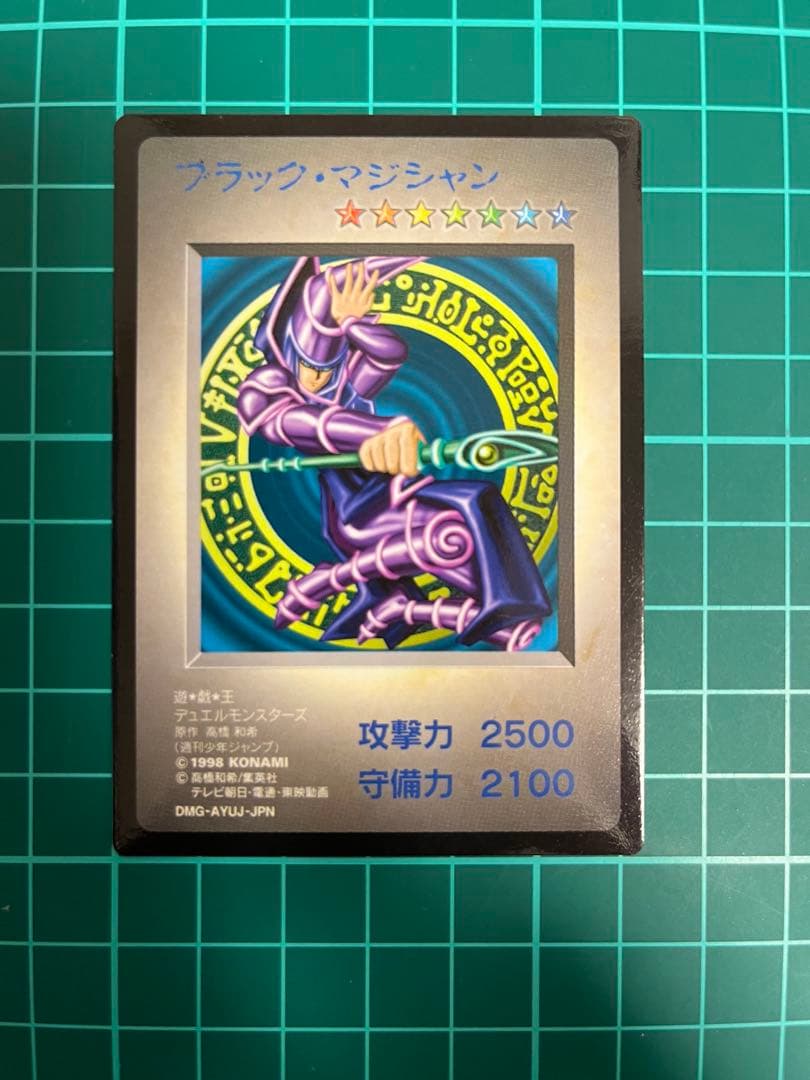 ブラック・マジシャン
遊★戯★王
デュエルモンスターズ
原作 高橋 和希
(週刊少年ジャンプ)
© 1998 KONAMI
© 高橋和希/集英社
テレビ朝日・電通・東映動画
DMG-AYUJ-JPN
攻撃力 2500
守備力 2100